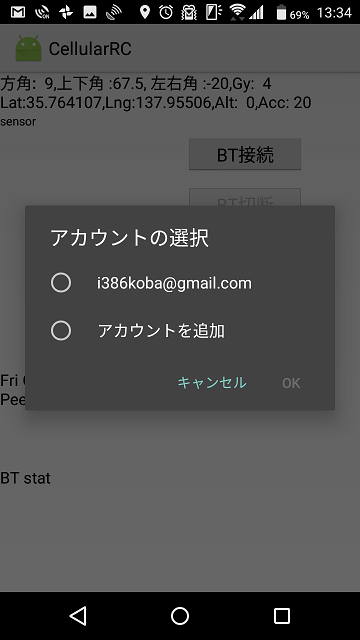 69% 13:34
CellularRC
方角: 9,上下角 :67.5, 左右角 :-20,Gy: 4
Lat:35.764107,Lng:137.95506,Alt: 0,Acc: 20
sensor
BT接続
BT切断
アカウントの選択
i386koba@gmail.com
アカウントを追加
キャンセル OK
Fri
Pee
BT stat